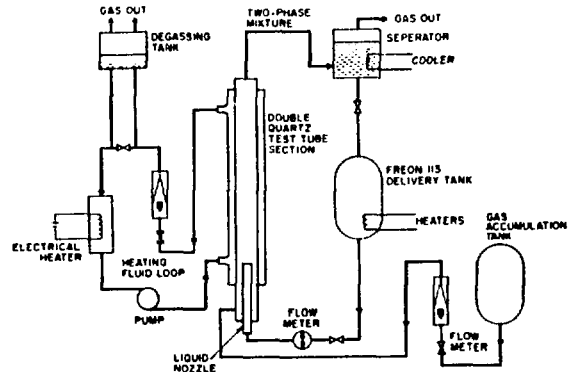 GAS OUT
DEGASSING
TANK
TWO-PHASE
MIXTURE
GAS OUT
SEPERATOR
COOLER
DOUBLE
QUARTZ
TEST TUBE
SECTION
FREON 113
DELIVERY TANK
HEATERS
GAS
ACCUMULATION
TANK
ELECTRICAL
HEATER
HEATING
FLUID LOOP
PUMP
FLOW
METER
FLOW
METER
LIQUID
NOZZLE